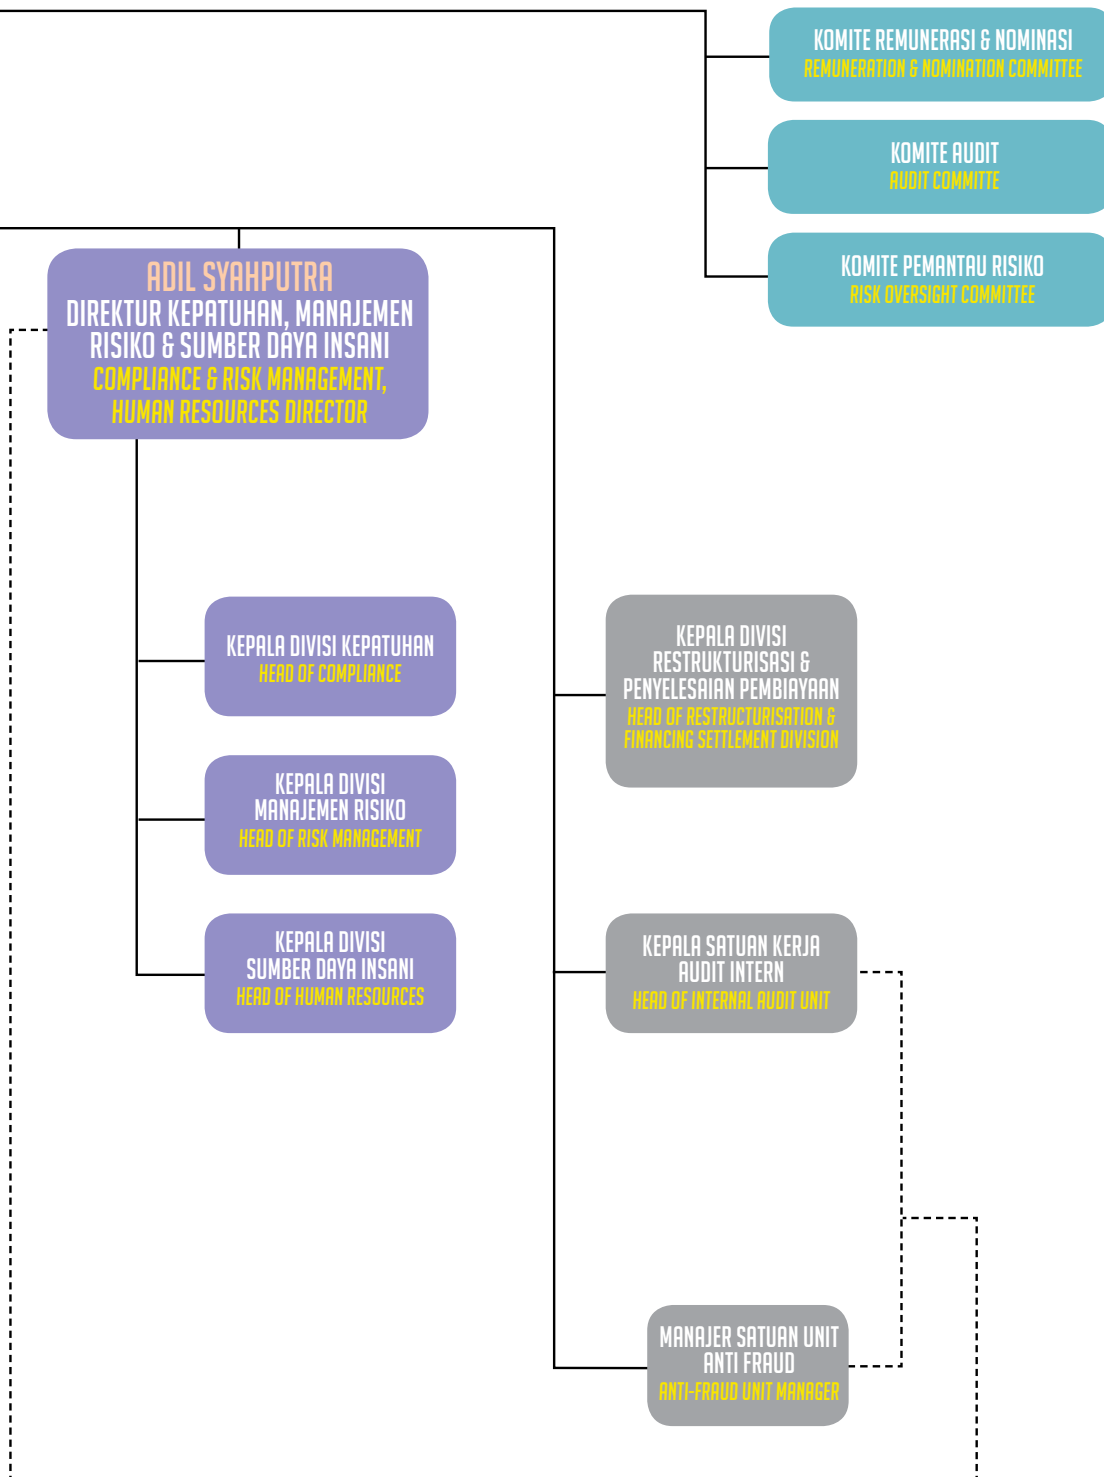 KOMITE REMUNERASI & NOMINASI
REMUNERATION & NOMINATION COMMITTEE
KOMITE AUDIT
AUDIT COMMITTE
KOMITE PEMANTAU RISIKO
RISK OVERSIGHT COMMITTEE
ADIL SYAHPUTRA
DIREKTUR KEPATUHAN, MANAJEMEN
RISIKO & SUMBER DAYA INSANI
COMPLIANCE & RISK MANAGEMENT,
HUMAN RESOURCES DIRECTOR
KEPALA DIVISI KEPATUHAN
HEAD OF COMPLIANCE
KEPALA DIVISI
MANAJEMEN RISIKO
HEAD OF RISK MANAGEMENT
KEPALA DIVISI
SUMBER DAYA INSANI
HEAD OF HUMAN RESOURCES
KEPALA DIVISI
RESTRUKTURISASI &
PENYELESAIAN PEMBIAYAAN
HEAD OF RESTRUCTURISATION &
FINANCING SETTLEMENT DIVISION
KEPALA SATUAN KERJA
AUDIT INTERN
HEAD OF INTERNAL AUDIT UNIT
MANAJER SATUAN UNIT
ANTI FRAUD
ANTI-FRAUD UNIT MANAGER